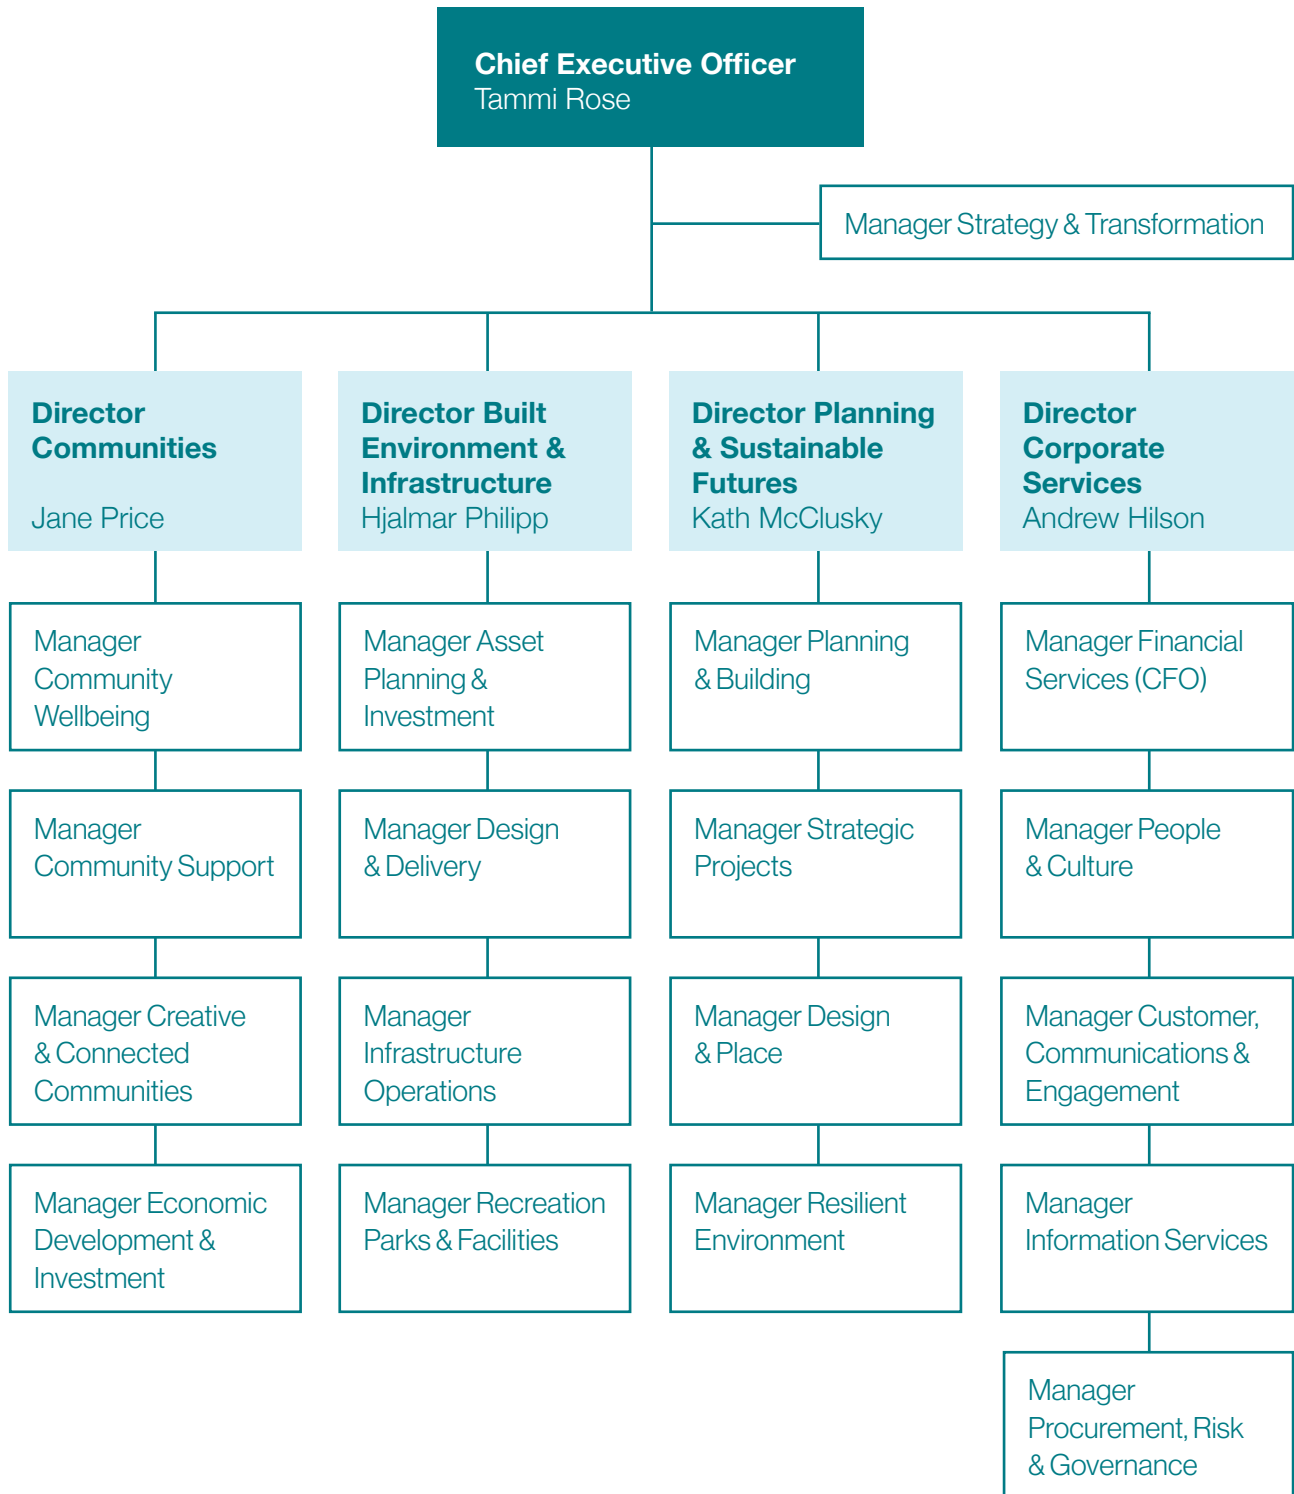 Chief Executive Officer
Tammi Rose
Manager Strategy & Transformation
Director
Communities
Jane Price
Director Built
Environment &
Infrastructure
Hjalmar Philipp
Director Planning
& Sustainable
Futures
Kath McClusky
Director
Corporate
Services
Andrew Hilson
Manager
Community
Wellbeing
Manager Asset
Planning &
Investment
Manager Planning
& Building
Manager Financial
Services (CFO)
Manager
Community Support
Manager Design
& Delivery
Manager Strategic
Projects
Manager People
& Culture
Manager Creative
& Connected
Communities
Manager
Infrastructure
Operations
Manager Design
& Place
Manager Customer,
Communications &
Engagement
Manager Economic
Development &
Investment
Manager Recreation
Parks & Facilities
Manager Resilient
Environment
Manager
Information Services
Manager
Procurement, Risk
& Governance